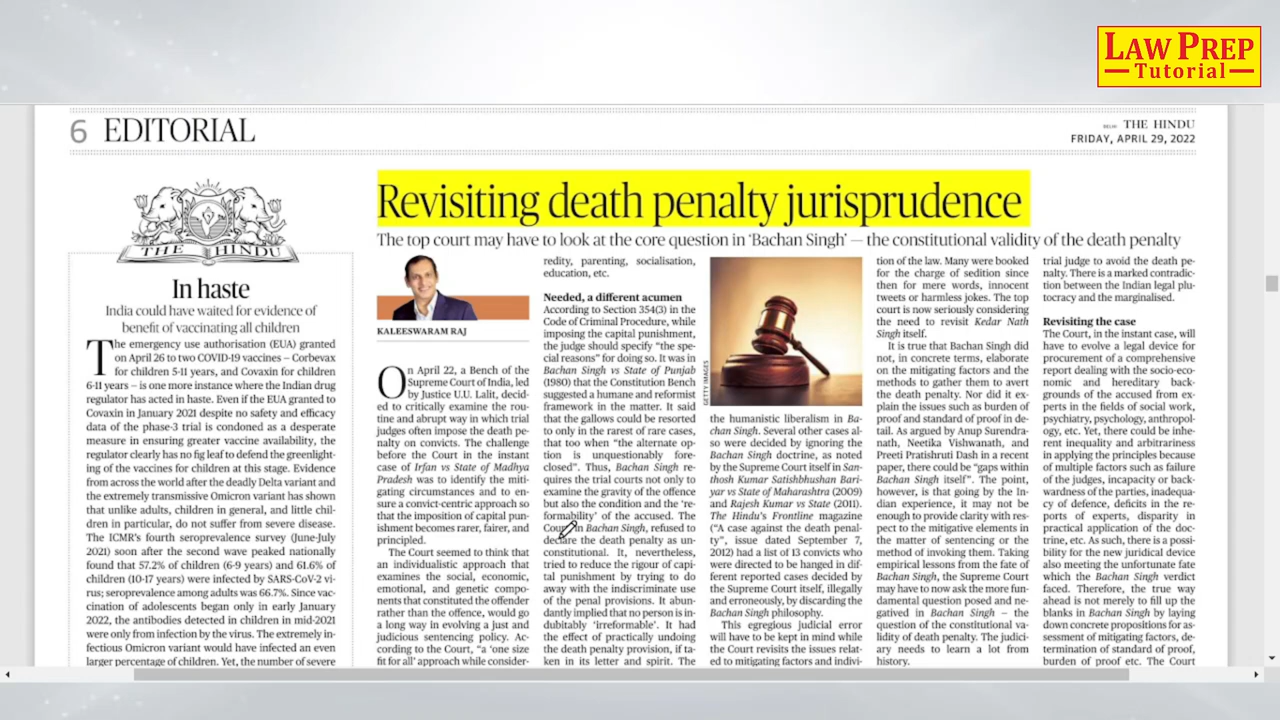 LAW PREP
Tutorial
6 EDITORIAL
DELHI THE HINDU
FRIDAY, APRIL 29, 2022
THE HINDU
In haste
India could have waited for evidence of
benefit of vaccinating all children
The emergency use authorisation (EUA) granted
on April 26 to two COVID-19 vaccines – Corbevax
for children 5-11 years, and Covaxin for children
6-11 years – is one more instance where the Indian drug
regulator has acted in haste. Even if the EUA granted to
Covaxin in January 2021 despite no safety and efficacy
data of the phase-3 trial is condoned as a desperate
measure in ensuring greater vaccine availability, the
regulator clearly has no fig leaf to defend the greenlight-
ing of the vaccines for children at this stage. Evidence
from across the world after the deadly Delta variant and
the extremely transmissive Omicron variant has shown
that unlike adults, children in general, and little chil-
dren in particular, do not suffer from severe disease.
The ICMR's fourth seroprevalence survey (June-July
2021) soon after the second wave peaked nationally
found that 57.2% of children (6-9 years) and 61.6% of
children (10-17 years) were infected by SARS-CoV-2 vi-
rus; seroprevalence among adults was 66.7%. Since vac-
cination of adolescents began only in early January
2022, the antibodies detected in children in mid-2021
were only from infection by the virus. The extremely in-
fectious Omicron variant would have infected an even
larger percentage of children. Yet, the number of severe
Revisiting death penalty jurisprudence
The top court may have to look at the core question in 'Bachan Singh' — the constitutional validity of the death penalty
KALEESWARAM RAJ
On April 22, a Bench of the
Supreme Court of India, led
by Justice U.U. Lalit, decid-
ed to critically examine the rou-
tine and abrupt way in which trial
judges often impose the death pe-
nalty on convicts. The challenge
before the Court in the instant
case of Irfan vs State of Madhya
Pradesh was to identify the miti-
gating circumstances and to en-
sure a convict-centric approach so
that the imposition of capital pun-
ishment becomes rarer, fairer, and
principled.
The Court seemed to think that
an individualistic approach that
examines the social, economic,
emotional, and genetic compo-
nents that constituted the offender
rather than the offence, would go
a long way in evolving a just and
judicious sentencing policy. Ac-
cording to the Court, "a 'one size
fit for all' approach while consider-
redity, parenting, socialisation,
education, etc.
Needed, a different acumen
According to Section 354(3) in the
Code of Criminal Procedure, while
imposing the capital punishment,
the judge should specify "the spe-
cial reasons" for doing so. It was in
Bachan Singh vs State of Punjab
(1980) that the Constitution Bench
suggested a humane and reformist
framework in the matter. It said
that the gallows could be resorted
to only in the rarest of rare cases,
that too when "the alternate op-
tion is unquestionably fore-
closed". Thus, Bachan Singh re-
quires the trial courts not only to
examine the gravity of the offence
but also the condition and the 're-
formability' of the accused. The
Court, in Bachan Singh, refused to
declare the death penalty as un-
constitutional. It, nevertheless,
tried to reduce the rigour of capi-
tal punishment by trying to do
away with the indiscriminate use
of the penal provisions. It abun-
dantly implied that no person is in-
dubitably 'irreformable'. It had
the effect of practically undoing
the death penalty provision, if ta-
ken in its letter and spirit. The
GETTY IMAGES
the humanistic liberalism in Ba-
chan Singh. Several other cases al-
so were decided by ignoring the
Bachan Singh doctrine, as noted
by the Supreme Court itself in San-
thosh Kumar Satishbhushan Bari-
yar vs State of Maharashtra (2009)
and Rajesh Kumar vs State (2011).
The Hindu's Frontline magazine
("A case against the death penal-
ty", issue dated September 7,
2012) had a list of 13 convicts who
were directed to be hanged in dif-
ferent reported cases decided by
the Supreme Court itself, illegally
and erroneously, by discarding the
Bachan Singh philosophy.
This egregious judicial error
will have to be kept in mind while
the Court revisits the issues relat-
ed to mitigating factors and indivi-
tion of the law. Many were booked
for the charge of sedition since
then for mere words, innocent
tweets or harmless jokes. The top
court is now seriously considering
the need to revisit Kedar Nath
Singh itself.
It is true that Bachan Singh did
not, in concrete terms, elaborate
on the mitigating factors and the
methods to gather them to avert
the death penalty. Nor did it ex-
plain the issues such as burden of
proof and standard of proof in de-
tail. As argued by Anup Surendra-
nath, Neetika Vishwanath, and
Preeti Pratishruti Dash in a recent
paper, there could be "gaps within
Bachan Singh itself". The point,
however, is that going by the In-
dian experience, it may not be
enough to provide clarity with res-
pect to the mitigative elements in
the matter of sentencing or the
method of invoking them. Taking
empirical lessons from the fate of
Bachan Singh, the Supreme Court
may have to now ask the more fun-
damental question posed and ne-
gatived in Bachan Singh — the
question of the constitutional va-
lidity of death penalty. The judici-
ary needs to learn a lot from
history.
trial judge to avoid the death pe-
nalty. There is a marked contradic-
tion between the Indian legal plu-
tocracy and the marginalised.
Revisiting the case
The Court, in the instant case, will
have to evolve a legal device for
procurement of a comprehensive
report dealing with the socio-eco-
nomic and hereditary back-
grounds of the accused from ex-
perts in the fields of social work,
psychiatry, psychology, anthropol-
ogy, etc. Yet, there could be inher-
ent inequality and arbitrariness
in applying the principles because
of multiple factors such as failure
of the judges, incapacity or back-
wardness of the parties, inadequa-
cy of defence, deficits in the re-
ports of experts, disparity in
practical application of the doc-
trine, etc. As such, there is a possi-
bility for the new juridical device
also meeting the unfortunate fate
which the Bachan Singh verdict
faced. Therefore, the true way
ahead is not merely to fill up the
blanks in Bachan Singh by laying
down concrete propositions for as-
sessment of mitigating factors, de-
termination of standard of proof,
burden of proof etc. The Court